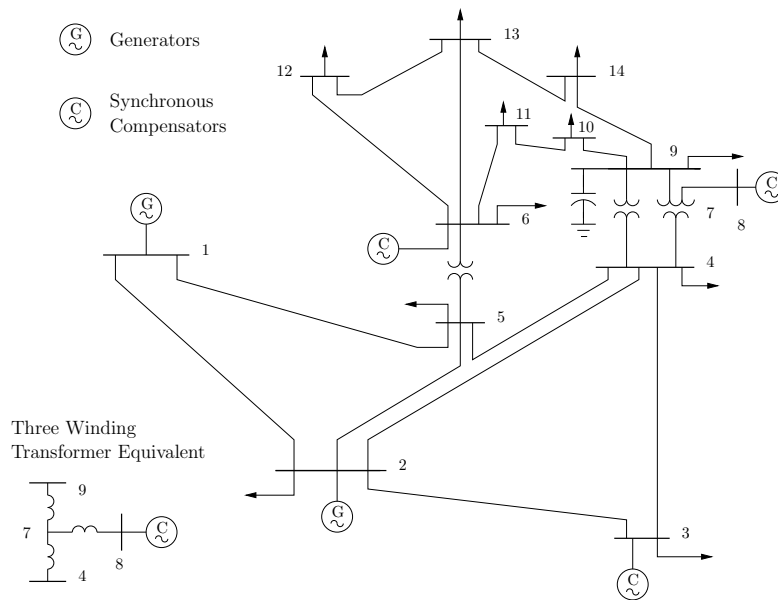 G
Generators
C
Synchronous
Compensators
13
12
14
11
10
9
G
C
8
7
6
C
1
4
5
Three Winding
Transformer Equivalent
2
9
G
7
C
8
4
3
C